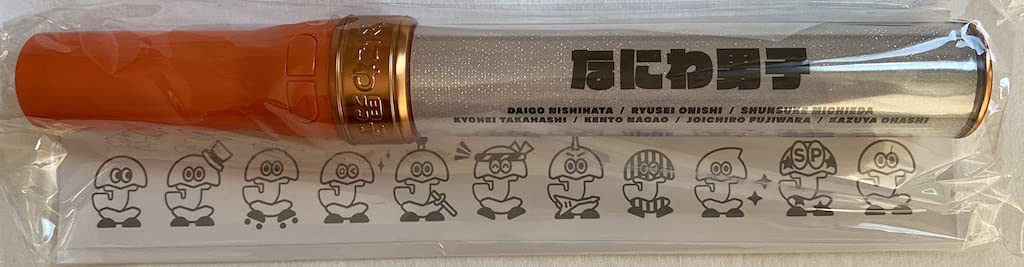 なにわ男子
DAIGO NISHIHATA / RYUSEI ONISHI / SHUNSUKE MICHIEDA
KYOHEI TAKAHASHI / KENTO NAGAO / JOICHIRO FUJIWARA / KAZUYA OHASHI
SP